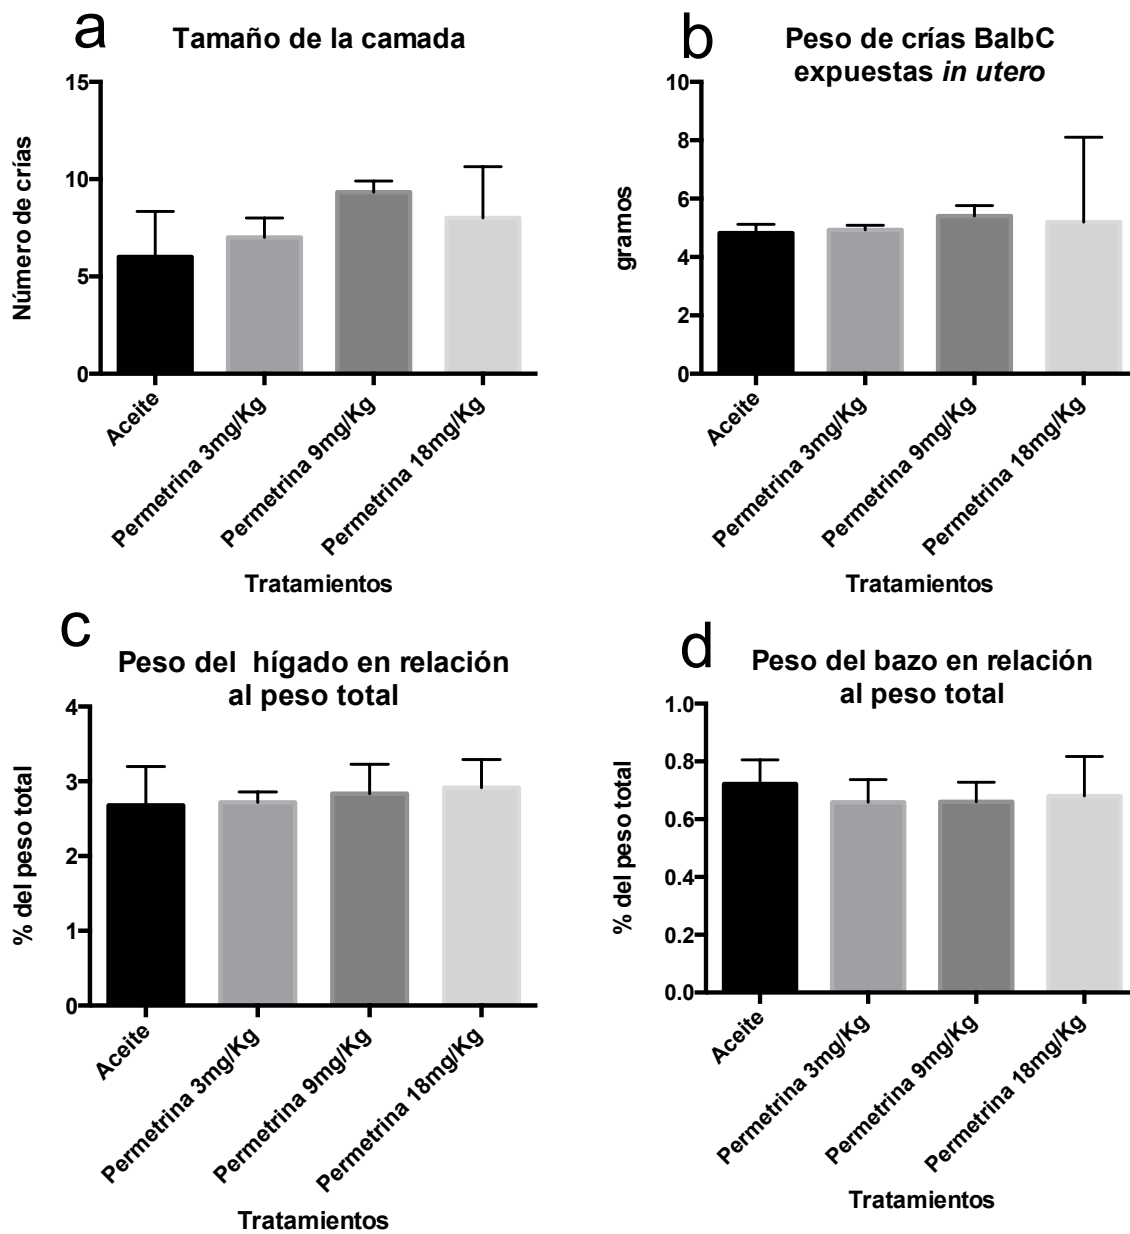 a
Tamaño de la camada
Número de crías
15
10
5
0
Aceite
Permetrina 3mg/Kg
Permetrina 9mg/Kg
Permetrina 18mg/Kg
Tratamientos
b
Peso de crías BalbC
expuestas in utero
gramos
10
8
6
4
2
0
Aceite
Permetrina 3mg/Kg
Permetrina 9mg/Kg
Permetrina 18mg/Kg
Tratamientos
c
Peso del hígado en relación
al peso total
% del peso total
4
3
2
1
0
Aceite
Permetrina 3mg/Kg
Permetrina 9mg/Kg
Permetrina 18mg/Kg
Tratamientos
d
Peso del bazo en relación
al peso total
% del peso total
1.0
0.8
0.6
0.4
0.2
0.0
Aceite
Permetrina 3mg/Kg
Permetrina 9mg/Kg
Permetrina 18mg/Kg
Tratamientos